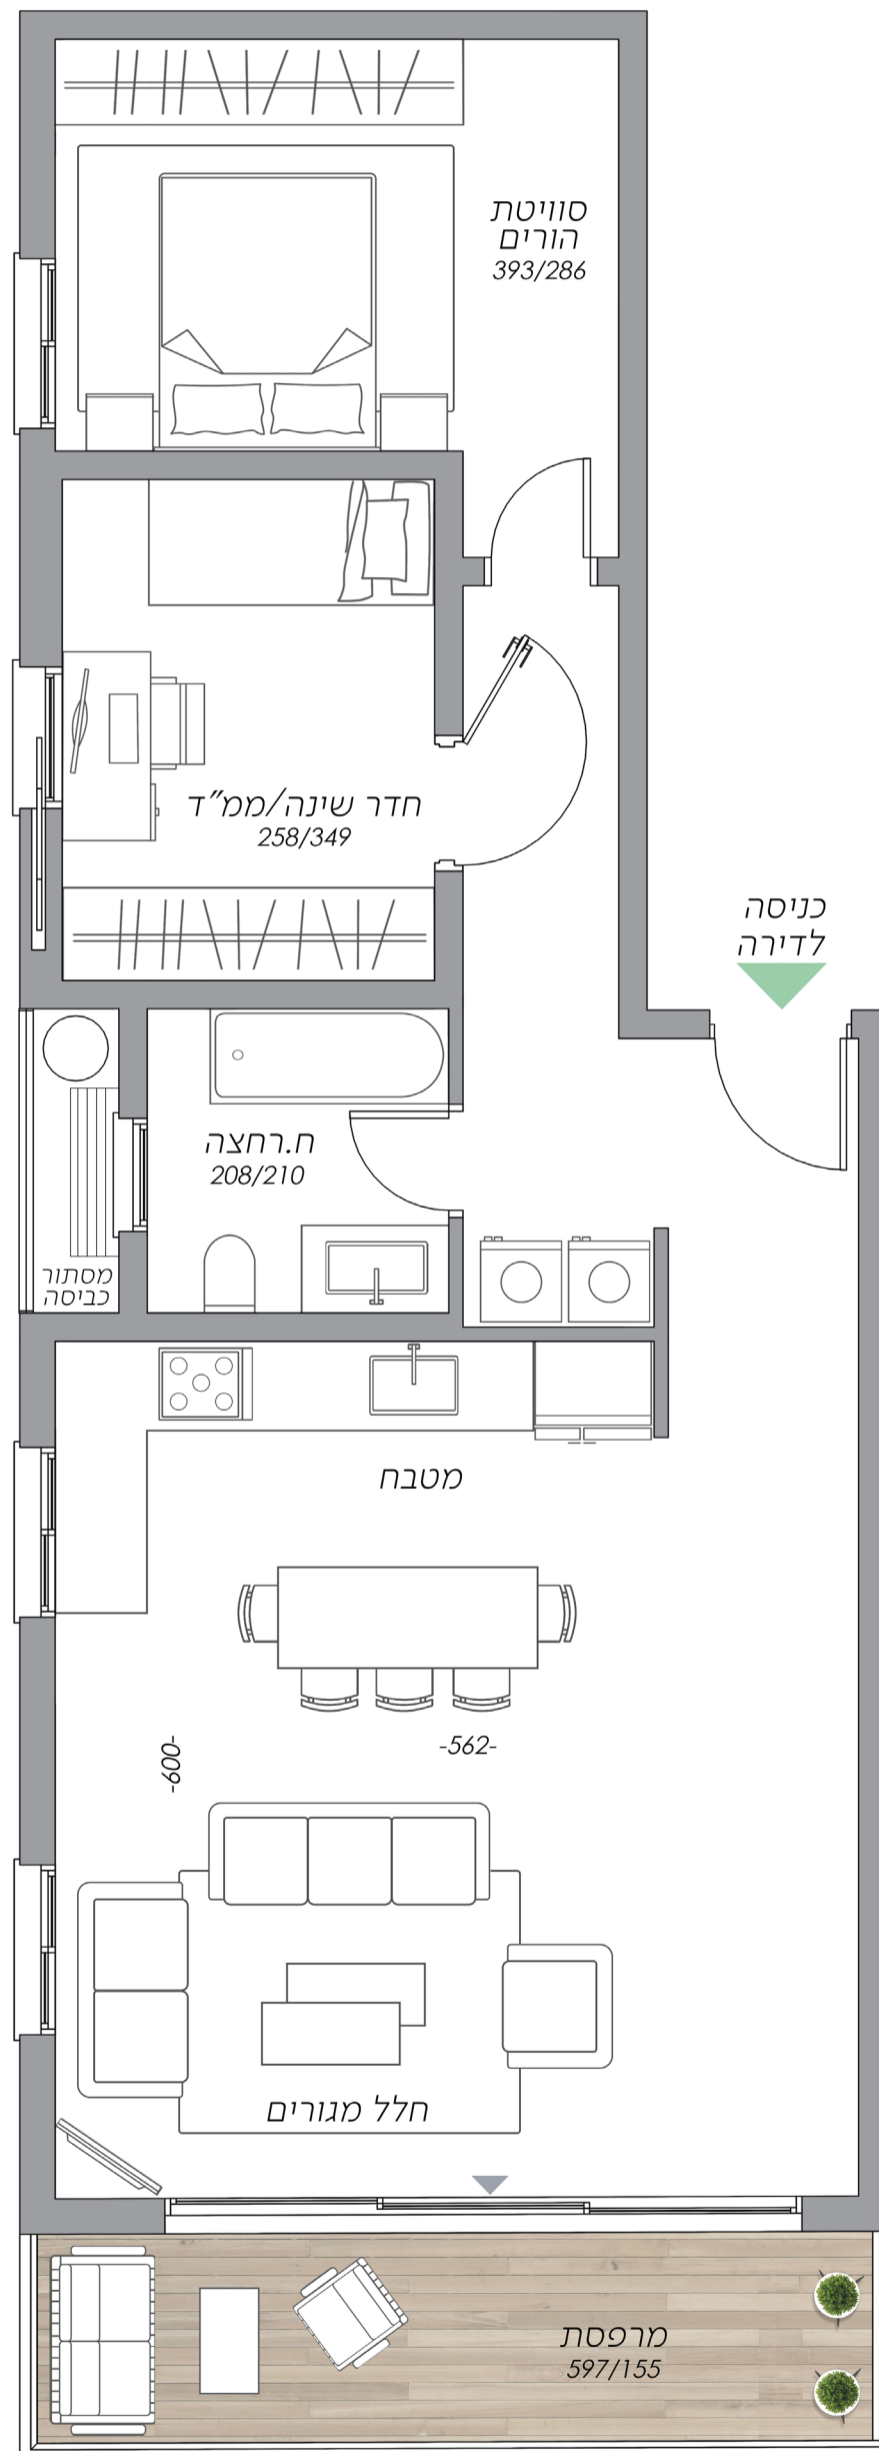 סוויטת
הורים
393/286
חדר שינה/ממ״ד
258/349
כניסה
לדירה
ח.רחצה
208/210
מסתור
כביסה
מטבח
-600-
-562-
חלל מגורים
מרפסת
597/155